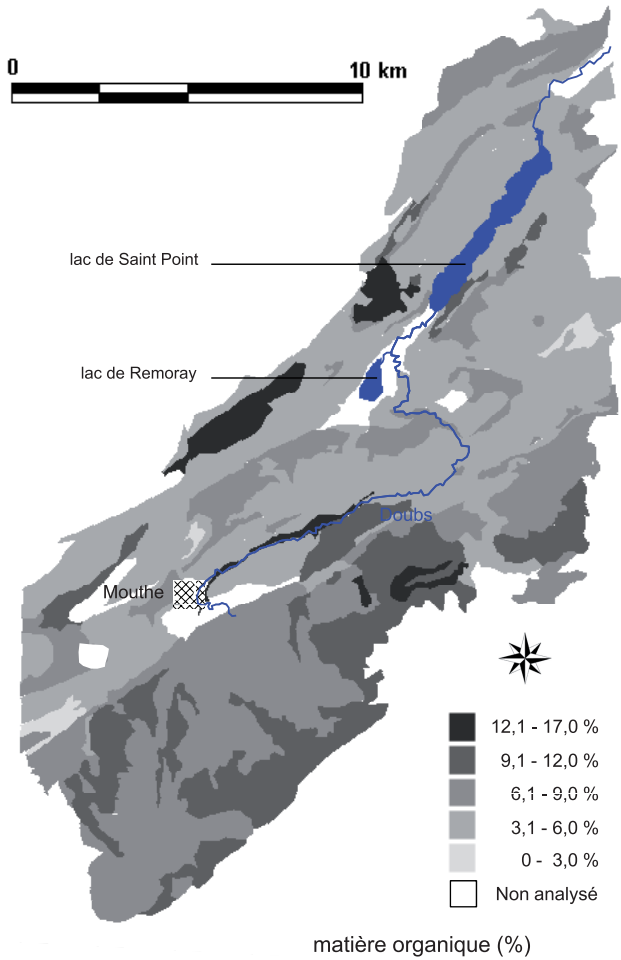 0 10 km
lac de Saint Point
lac de Remoray
Doubs
Mouthe
12,1 - 17,0 %
9,1 - 12,0 %
6,1 - 9,0 %
3,1 - 6,0 %
0 - 3,0 %
Non analysé
matière organique (%)